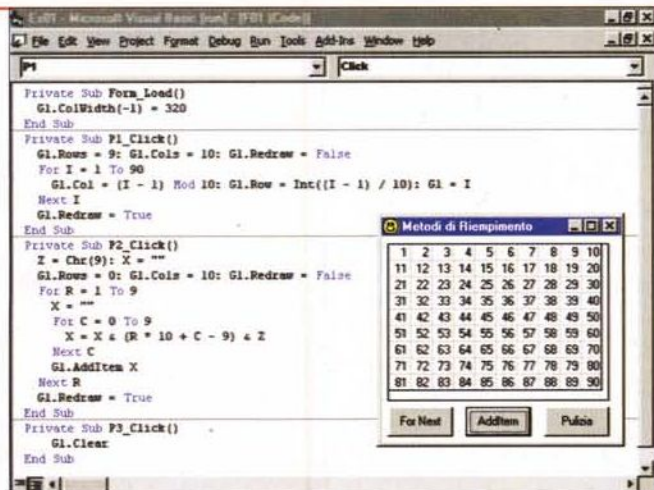 Ex01 - Microsoft Visual Basic [run] - [F01 (Code)]
File Edit View Project Format Debug Run Tools Add-Ins Window Help
P1 Click
Private Sub Form_Load()
G1.ColWidth(-1) = 320
End Sub
Private Sub P1_Click()
G1.Rows = 9: G1.Cols = 10: G1.Redraw = False
For I = 1 To 90
G1.Col = (I - 1) Mod 10: G1.Row = Int((I - 1) / 10): G1 = I
Next I
G1.Redraw = True
End Sub
Private Sub P2_Click()
Z = Chr(9): X = ""
G1.Rows = 0: G1.Cols = 10: G1.Redraw = False
For R = 1 To 9
X = ""
For C = 0 To 9
X = X & (R * 10 + C - 9) & Z
Next C
G1.AddItem X
Next R
G1.Redraw = True
End Sub
Private Sub P3_Click()
G1.Clear
End Sub
Metodi di Riempimento
1 2 3 4 5 6 7 8 9 10
11 12 13 14 15 16 17 18 19 20
21 22 23 24 25 26 27 28 29 30
31 32 33 34 35 36 37 38 39 40
41 42 43 44 45 46 47 48 49 50
51 52 53 54 55 56 57 58 59 60
61 62 63 64 65 66 67 68 69 70
71 72 73 74 75 76 77 78 79 80
81 82 83 84 85 86 87 88 89 90
For Next AddItem Pulizia